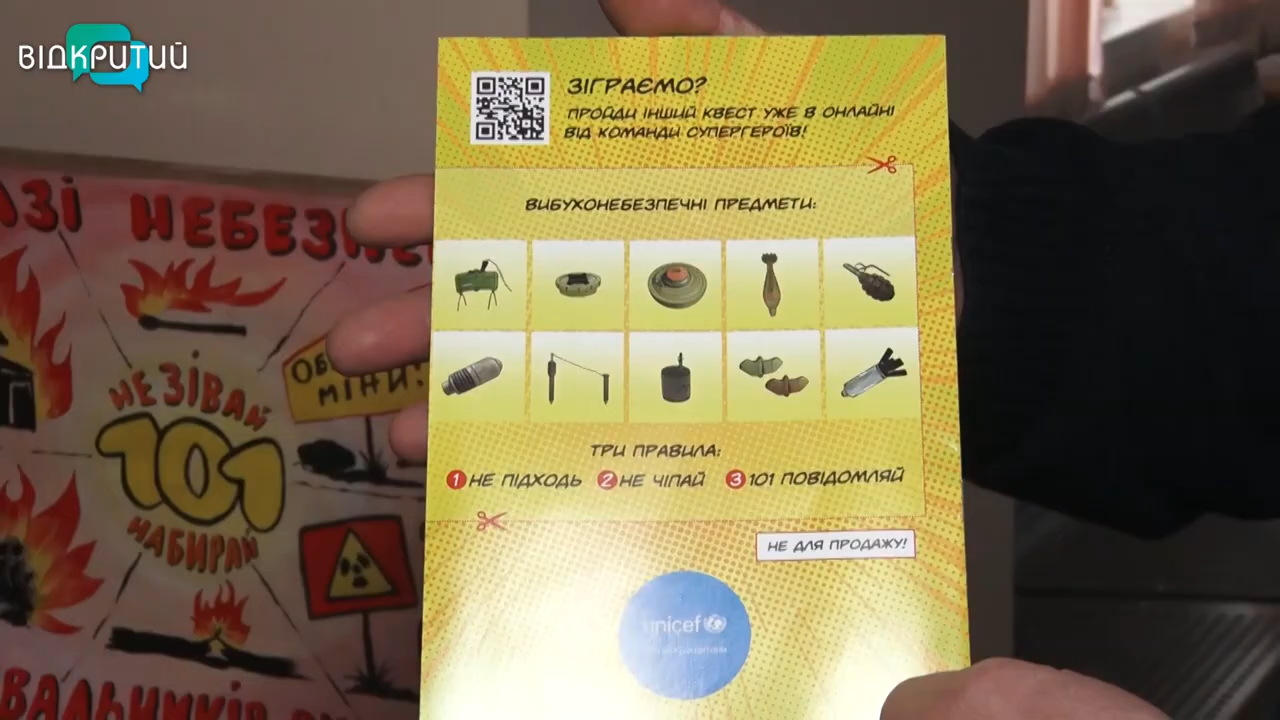 ВІДКРИТИЙ
ЗІГРАЄМО?
ПРОЙДИ ІНШИЙ КВЕСТ УЖЕ В ОНЛАЙНІ
ВІД КОМАНДИ СУПЕРГЕРОЇВ!
ВИБУХОНЕБЕЗПЕЧНІ ПРЕДМЕТИ:
ТРИ ПРАВИЛА:
1 НЕ ПІДХОДЬ 2 НЕ ЧІПАЙ 3 101 ПОВІДОМЛЯЙ
НЕ ДЛЯ ПРОДАЖУ!
unicef
НЕ ЗІВАЙ
101
НАБИРАЙ
МІНИ!